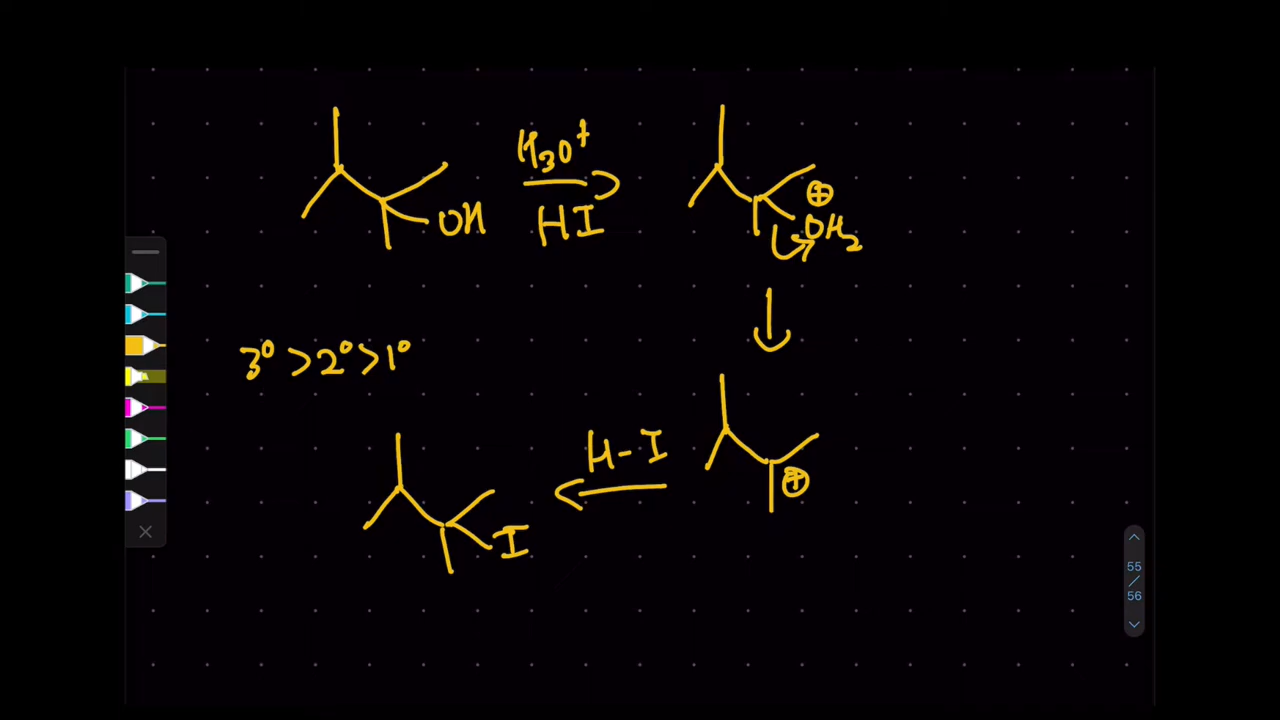 H₃O⁺
HI
OH
⊕
OH₂
3° > 2° > 1°
H-I
⊕
I
55
/
56